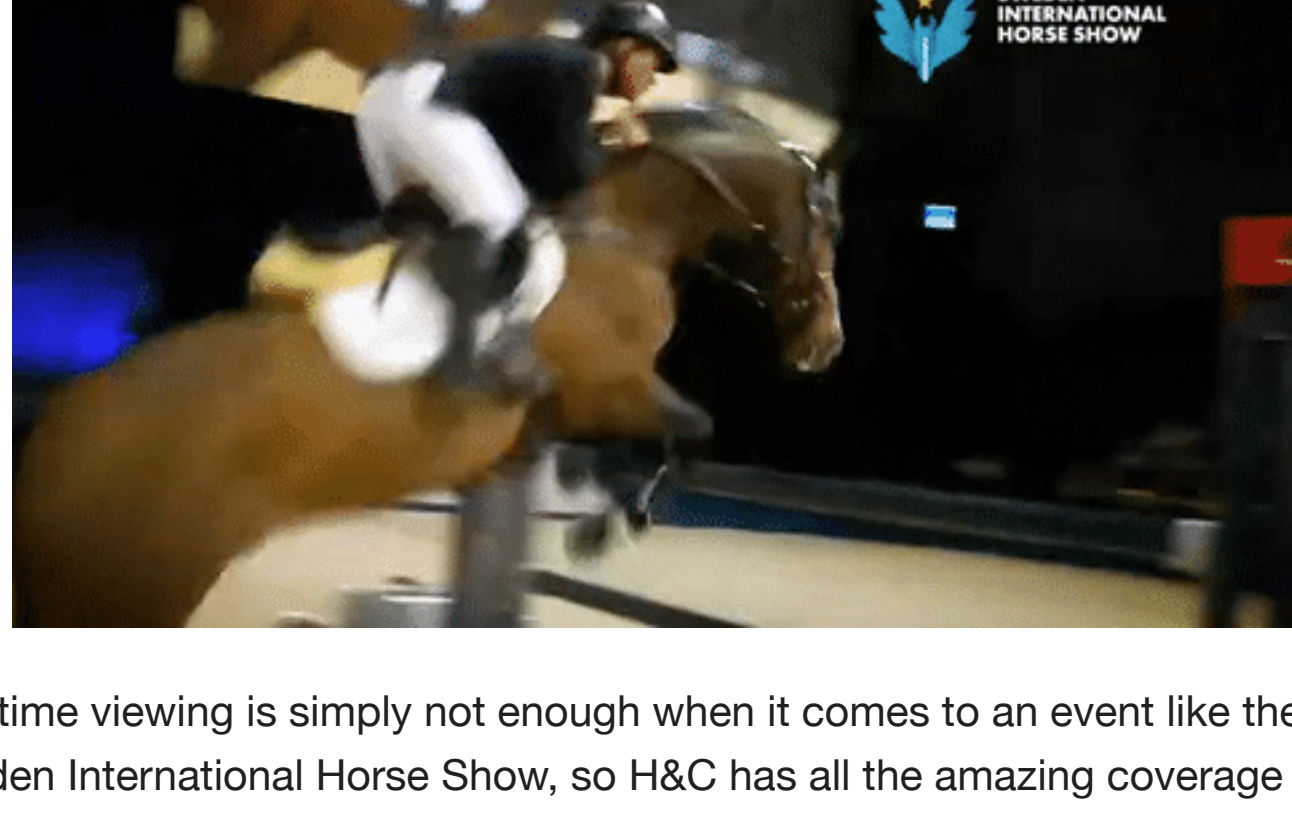 INTERNATIONAL
HORSE SHOW
time viewing is simply not enough when it comes to an event like the
den International Horse Show, so H&C has all the amazing coverage